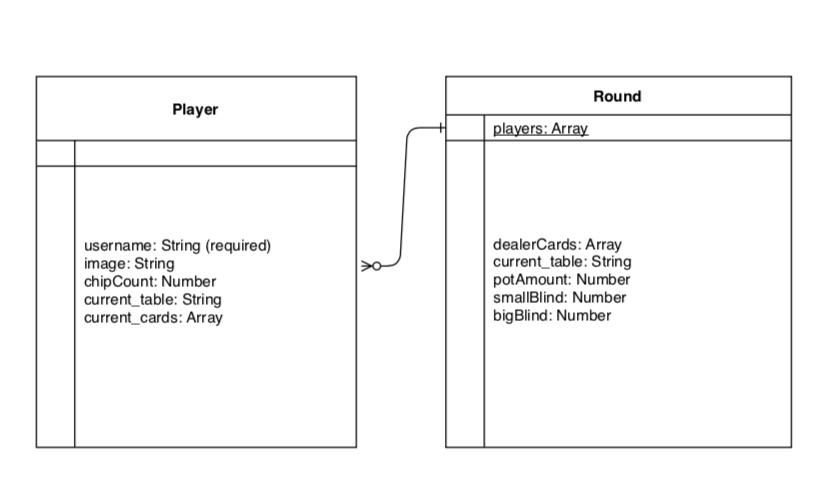 Player
username: String (required)
image: String
chipCount: Number
current_table: String
current_cards: Array
Round
players: Array
dealerCards: Array
current_table: String
potAmount: Number
smallBlind: Number
bigBlind: Number